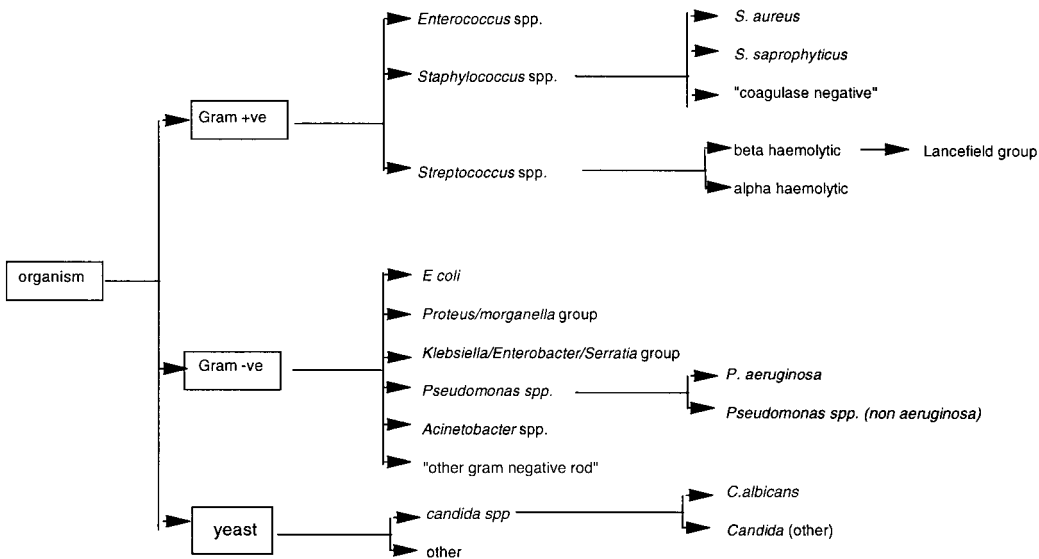 Enterococcus spp.
S. aureus
S. saprophyticus
Staphylococcus spp.
"coagulase negative"
Gram +ve
beta haemolytic
Lancefield group
Streptococcus spp.
alpha haemolytic
organism
E coli
Proteus/morganella group
Klebsiella/Enterobacter/Serratia group
Gram -ve
P. aeruginosa
Pseudomonas spp.
Pseudomonas spp. (non aeruginosa)
Acinetobacter spp.
"other gram negative rod"
C.albicans
candida spp
yeast
Candida (other)
other